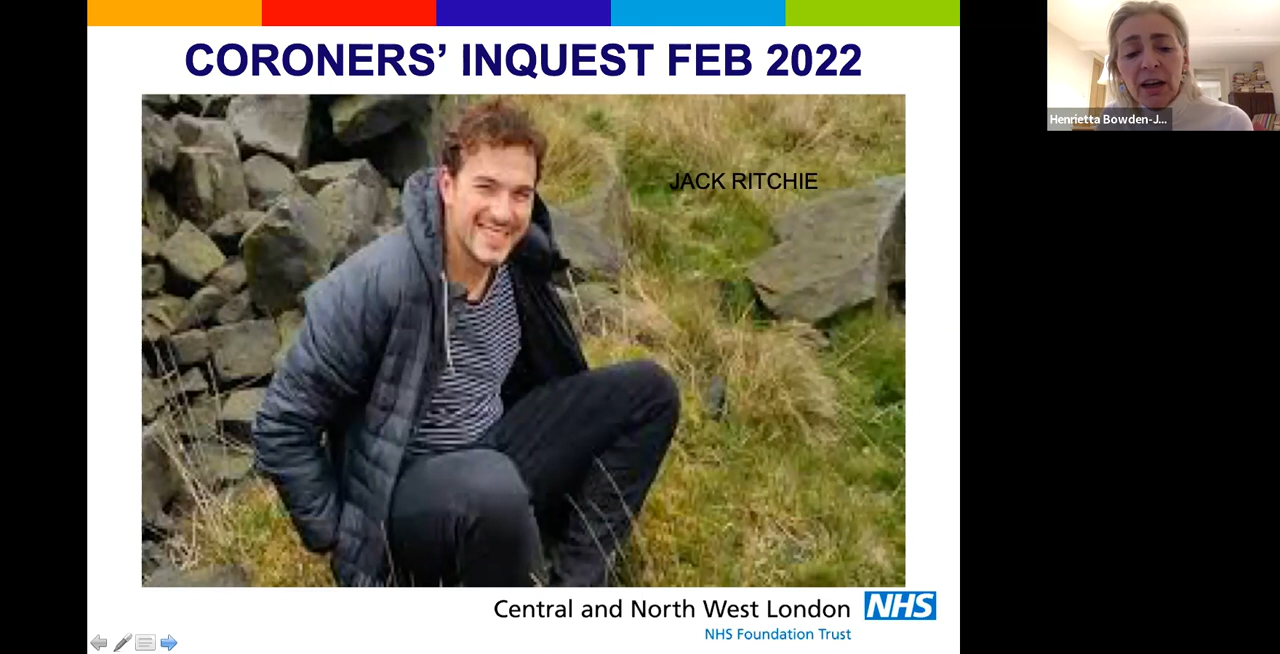 CORONERS’ INQUEST FEB 2022
JACK RITCHIE
Henrietta Bowden-J...
Central and North West London NHS
NHS Foundation Trust